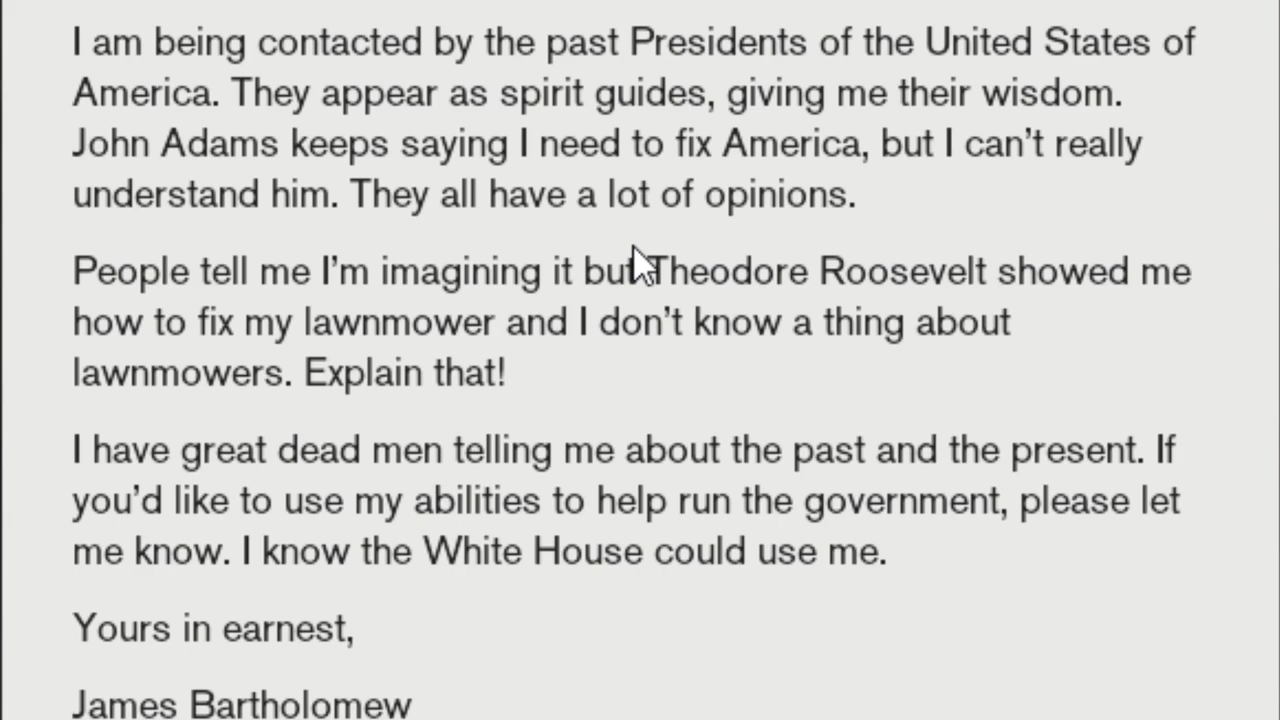 I am being contacted by the past Presidents of the United States of
America. They appear as spirit guides, giving me their wisdom.
John Adams keeps saying I need to fix America, but I can’t really
understand him. They all have a lot of opinions.
People tell me I’m imagining it but Theodore Roosevelt showed me
how to fix my lawnmower and I don’t know a thing about
lawnmowers. Explain that!
I have great dead men telling me about the past and the present. If
you’d like to use my abilities to help run the government, please let
me know. I know the White House could use me.
Yours in earnest,
James Bartholomew